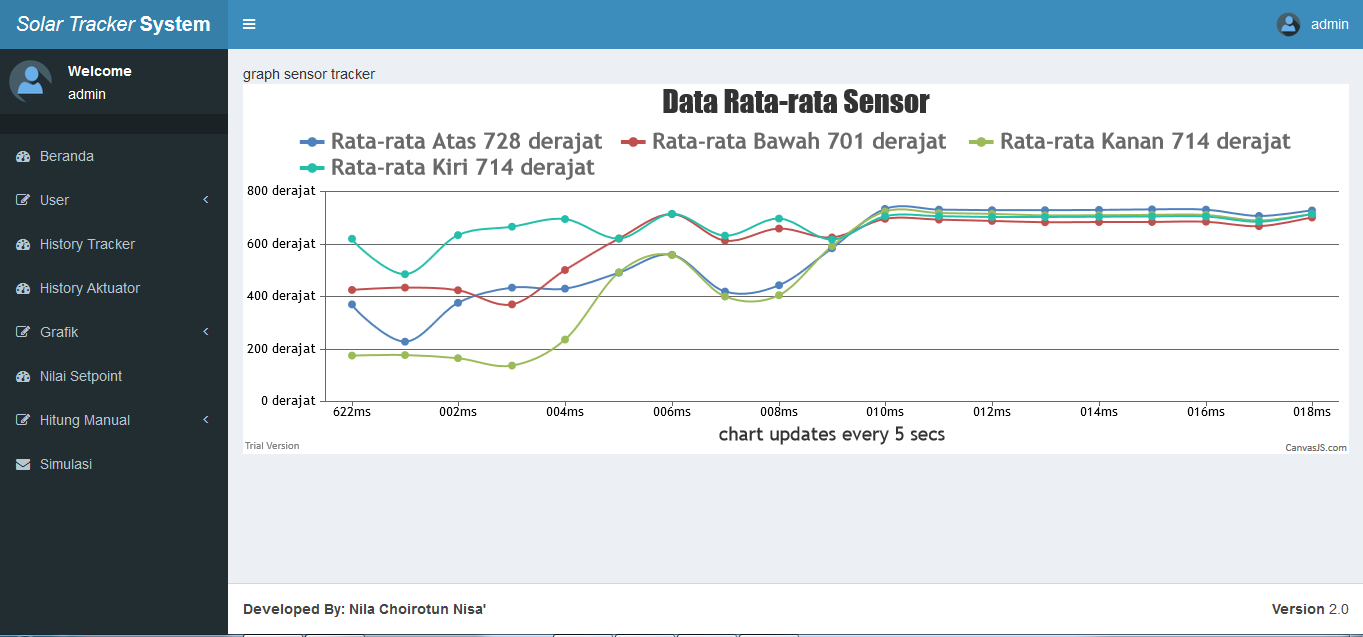 Solar Tracker System
admin
Welcome
admin
Beranda
User
History Tracker
History Aktuator
Grafik
Nilai Setpoint
Hitung Manual
Simulasi
graph sensor tracker
Data Rata-rata Sensor
Rata-rata Atas 728 derajat Rata-rata Bawah 701 derajat Rata-rata Kanan 714 derajat
Rata-rata Kiri 714 derajat
800 derajat
600 derajat
400 derajat
200 derajat
0 derajat
622ms 002ms 004ms 006ms 008ms 010ms 012ms 014ms 016ms 018ms
chart updates every 5 secs
Trial Version CanvasJS.com
Developed By: Nila Choirotun Nisa' Version 2.0